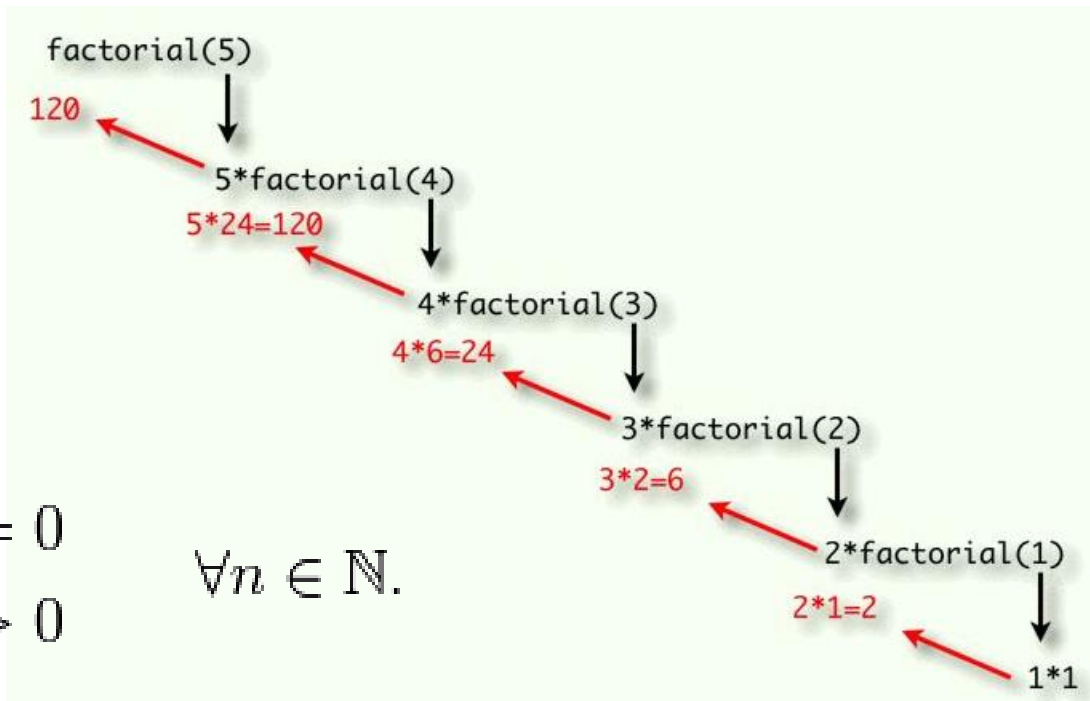 factorial(5)
120
5*factorial(4)
5*24=120
4*factorial(3)
4*6=24
3*factorial(2)
3*2=6
= 0
∀n ∈ ℕ.
2*factorial(1)
> 0
2*1=2
1*1